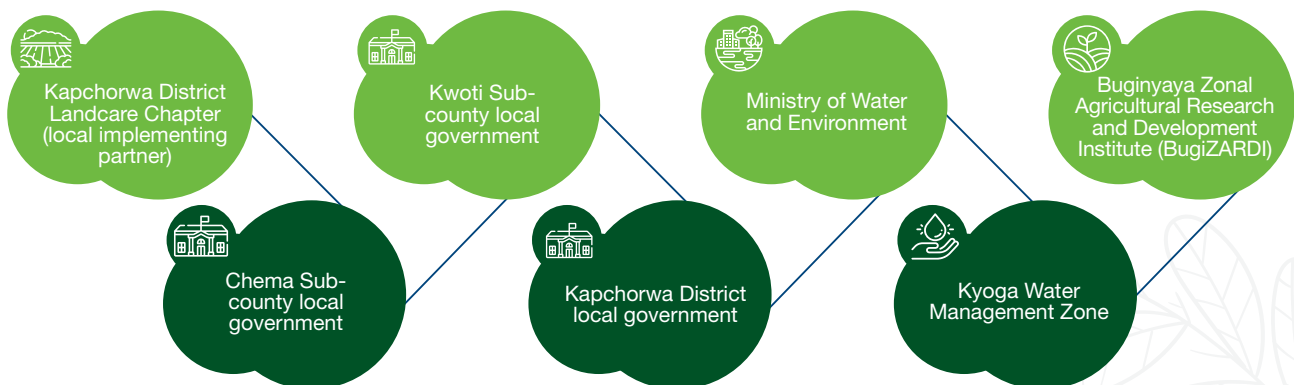 Kapchorwa District
Landcare Chapter
(local implementing
partner)
Chema Sub-
county local
government
Kwoti Sub-
county local
government
Kapchorwa District
local government
Ministry of Water
and Environment
Kyoga Water
Management Zone
Buginyaya Zonal
Agricultural Research
and Development
Institute (BugiZARDI)